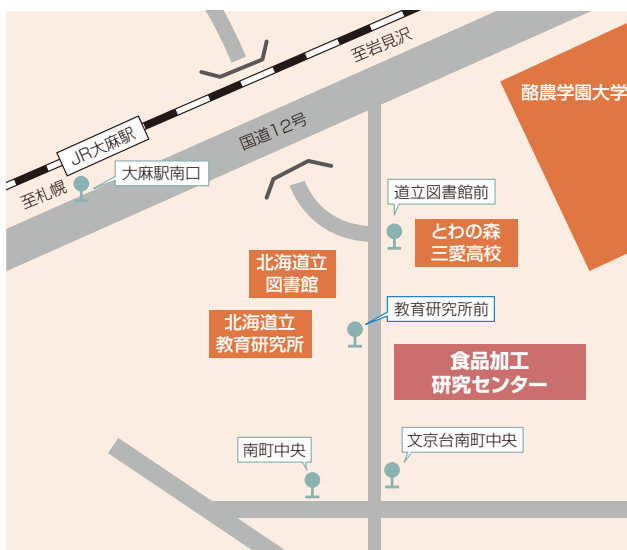 至岩見沢
酪農学園大学
国道12号
JR大麻駅
大麻駅南口
至札幌
道立図書館前
とわの森
三愛高校
北海道立
図書館
教育研究所前
北海道立
教育研究所
食品加工
研究センター
文京台南町中央
南町中央